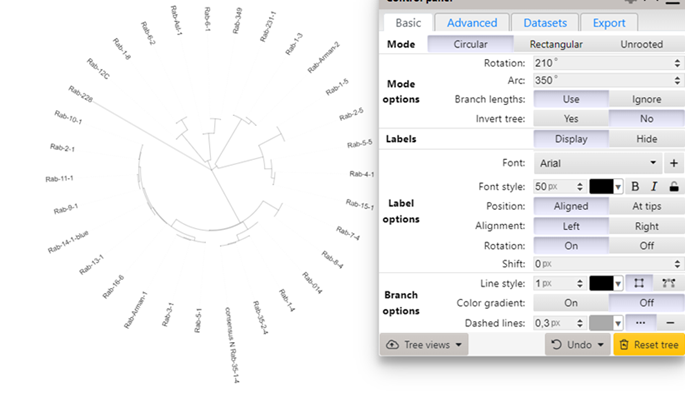 Control panel
Basic
Advanced
Datasets
Export
Mode
Circular
Rectangular
Unrooted
Mode options
Rotation:
210 °
Arc:
350 °
Branch lengths:
Use
Ignore
Invert tree:
Yes
No
Labels
Display
Hide
Label options
Font:
Arial
Font style:
50 px
B
I
Position:
Aligned
At tips
Alignment:
Left
Right
Rotation:
On
Off
Shift:
0 px
Branch options
Line style:
1 px
Color gradient:
On
Off
Dashed lines:
0,3 px
Tree views
Undo
Reset tree
Rab-228
Rab-12C
Rab-1-8
Rab-6-2
Rab-Asl-1
Rab-6-1
Rab-349
Rab-231-1
Rab-1-3
Rab-Arman-2
Rab-1-5
Rab-2-5
Rab-5-5
Rab-4-1
Rab-15-1
Rab-7-4
Rab-8-4
Rab-014
Rab-1-4
Rab-35-2-4
consensus N Rab-35-1-4
Rab-5-1
Rab-3-1
Rab-Arman-1
Rab-16-6
Rab-13-1
Rab-14-1-blue
Rab-9-1
Rab-11-1
Rab-2-1
Rab-10-1